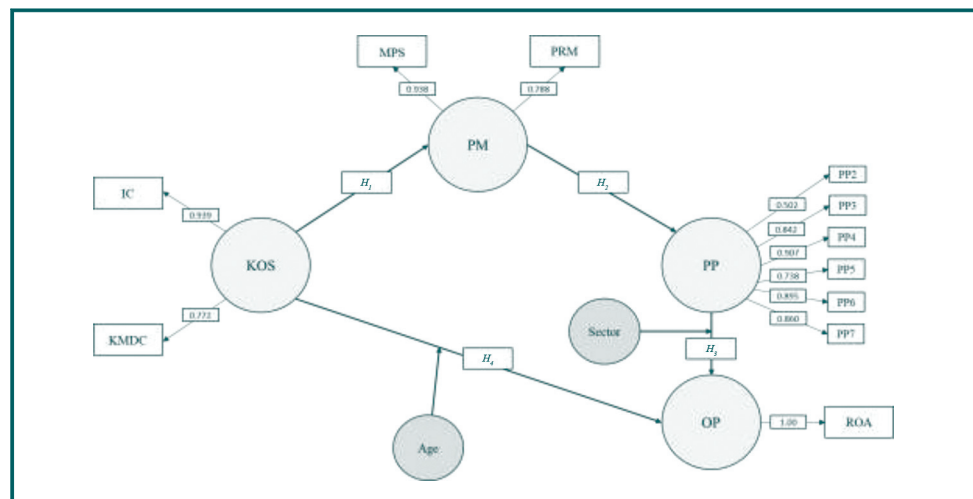 MPS
PRM
0.938
0.788
PM
H1
H2
IC
0.939
KOS
0.772
KMDC
PP2
0.502
PP3
0.842
PP4
0.907
PP
PP5
0.738
PP6
0.895
PP7
0.860
Sector
H3
H4
OP
1.00
ROA
Age